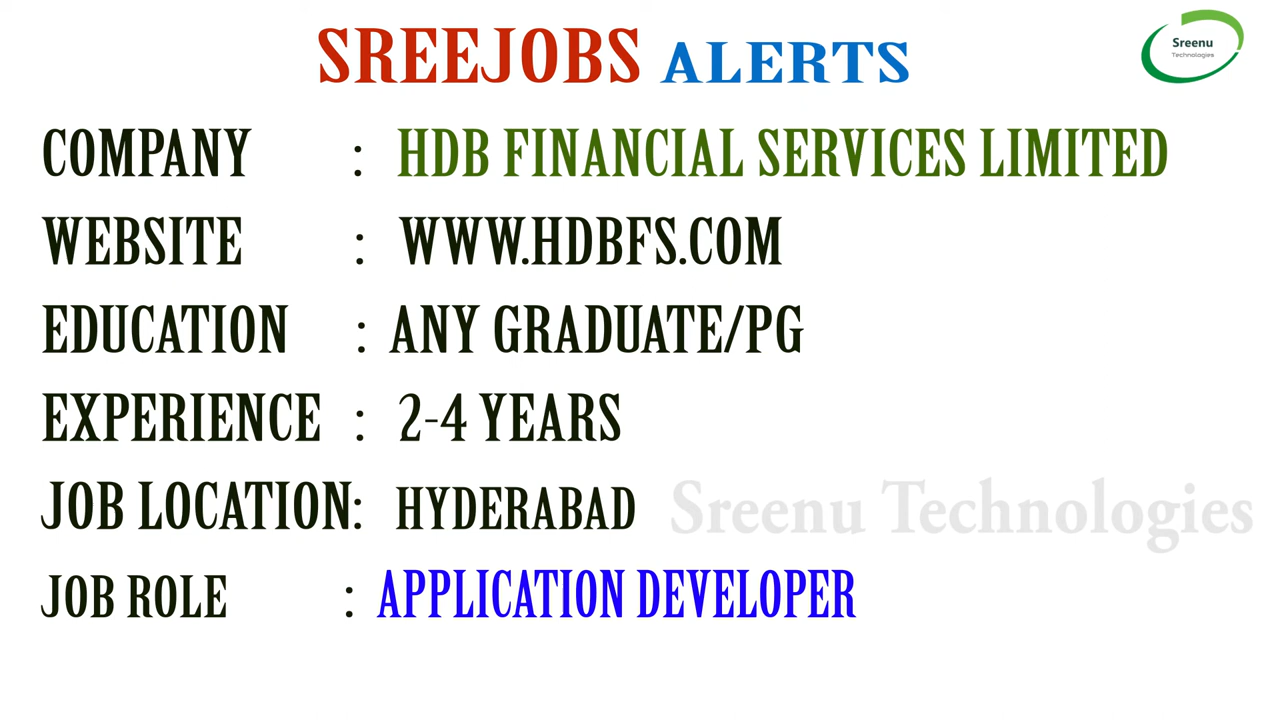 SREEJOBS ALERTS
Sreenu
Technologies
COMPANY : HDB FINANCIAL SERVICES LIMITED
WEBSITE : WWW.HDBFS.COM
EDUCATION : ANY GRADUATE/PG
EXPERIENCE : 2-4 YEARS
JOB LOCATION: HYDERABAD
Sreenu Technologies
JOB ROLE : APPLICATION DEVELOPER